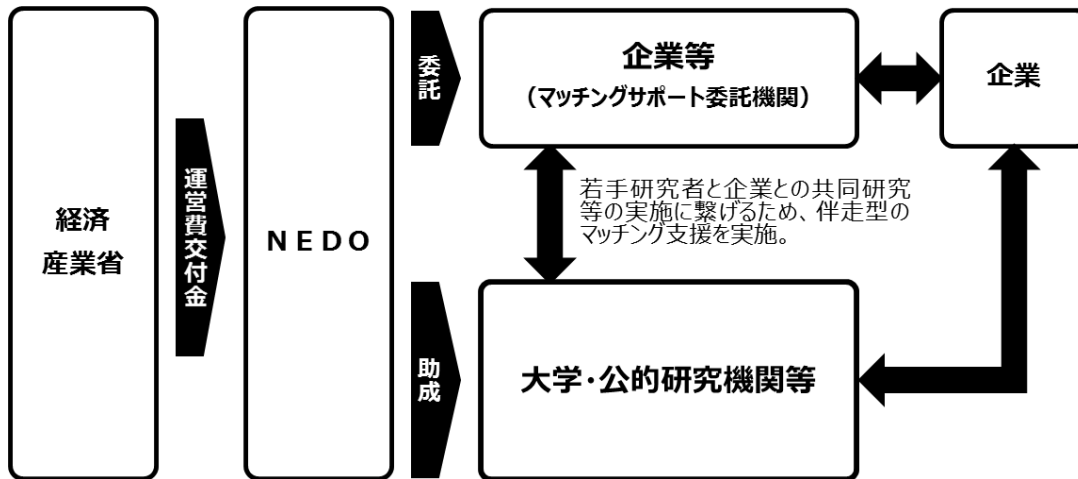 経済
産業省
運営費交付金
NEDO
委託
企業等
（マッチングサポート委託機関）
企業
若手研究者と企業との共同研究
等の実施に繋げるため、伴走型の
マッチング支援を実施。
助成
大学・公的研究機関等